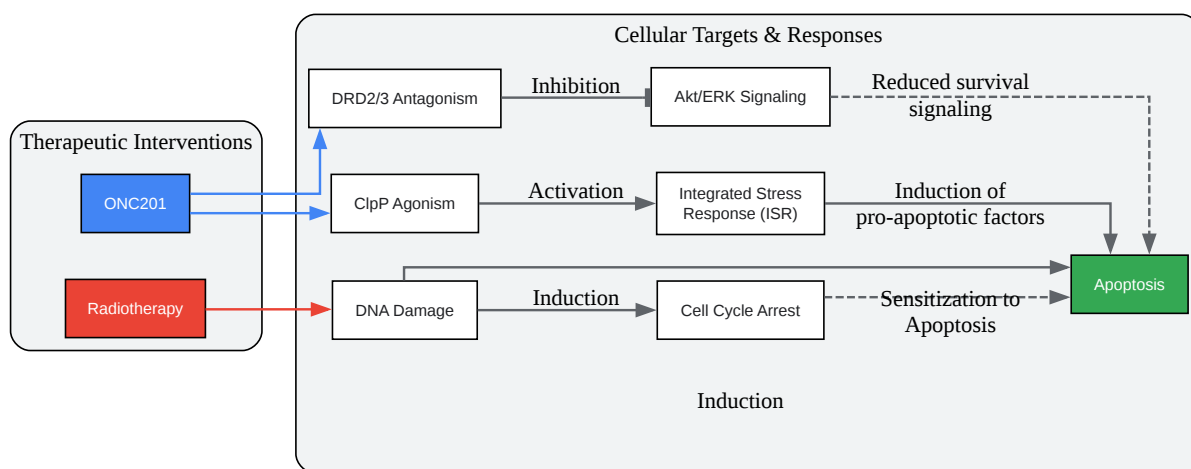 Cellular Targets & Responses
DRD2/3 Antagonism
Inhibition
Akt/ERK Signaling
Reduced survival
signaling
Therapeutic Interventions
ONC201
ClpP Agonism
Activation
Integrated Stress
Response (ISR)
Induction of
pro-apoptotic factors
Radiotherapy
DNA Damage
Induction
Cell Cycle Arrest
Sensitization to
Apoptosis
Apoptosis
Induction